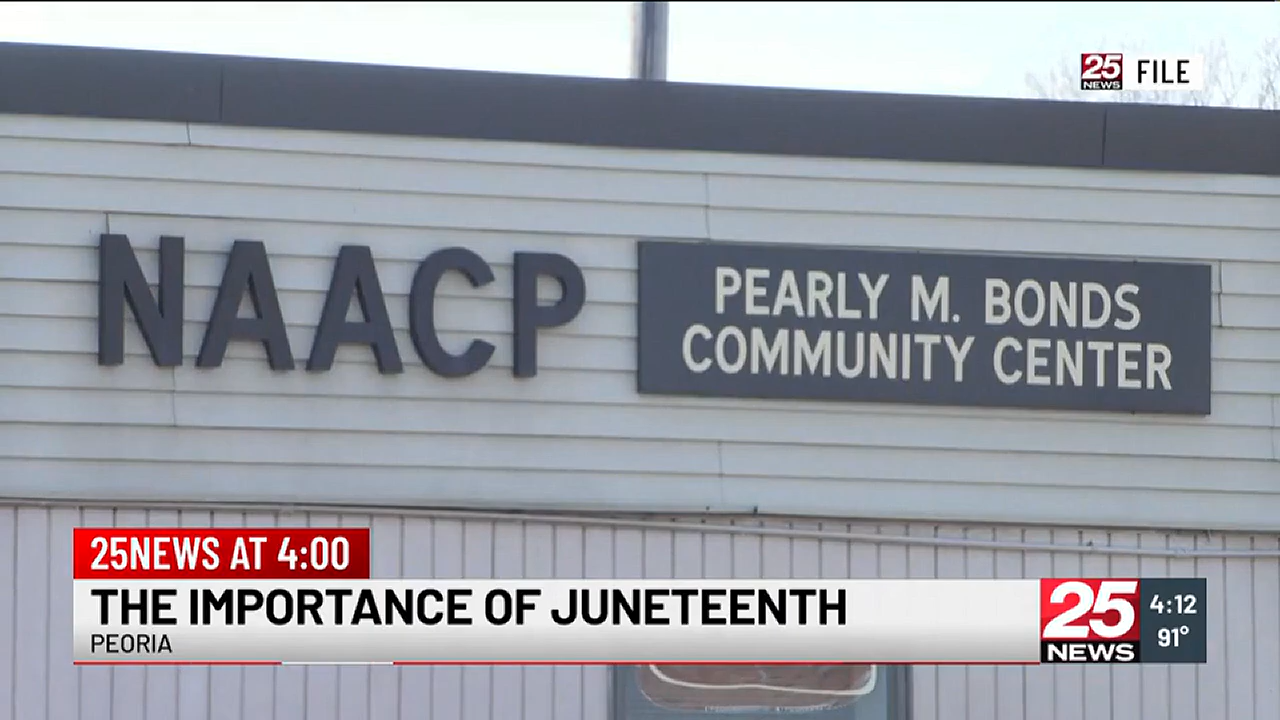 25 NEWS FILE
NAACP
PEARLY M. BONDS
COMMUNITY CENTER
25NEWS AT 4:00
THE IMPORTANCE OF JUNETEENTH
PEORIA
25 NEWS
4:12
91°